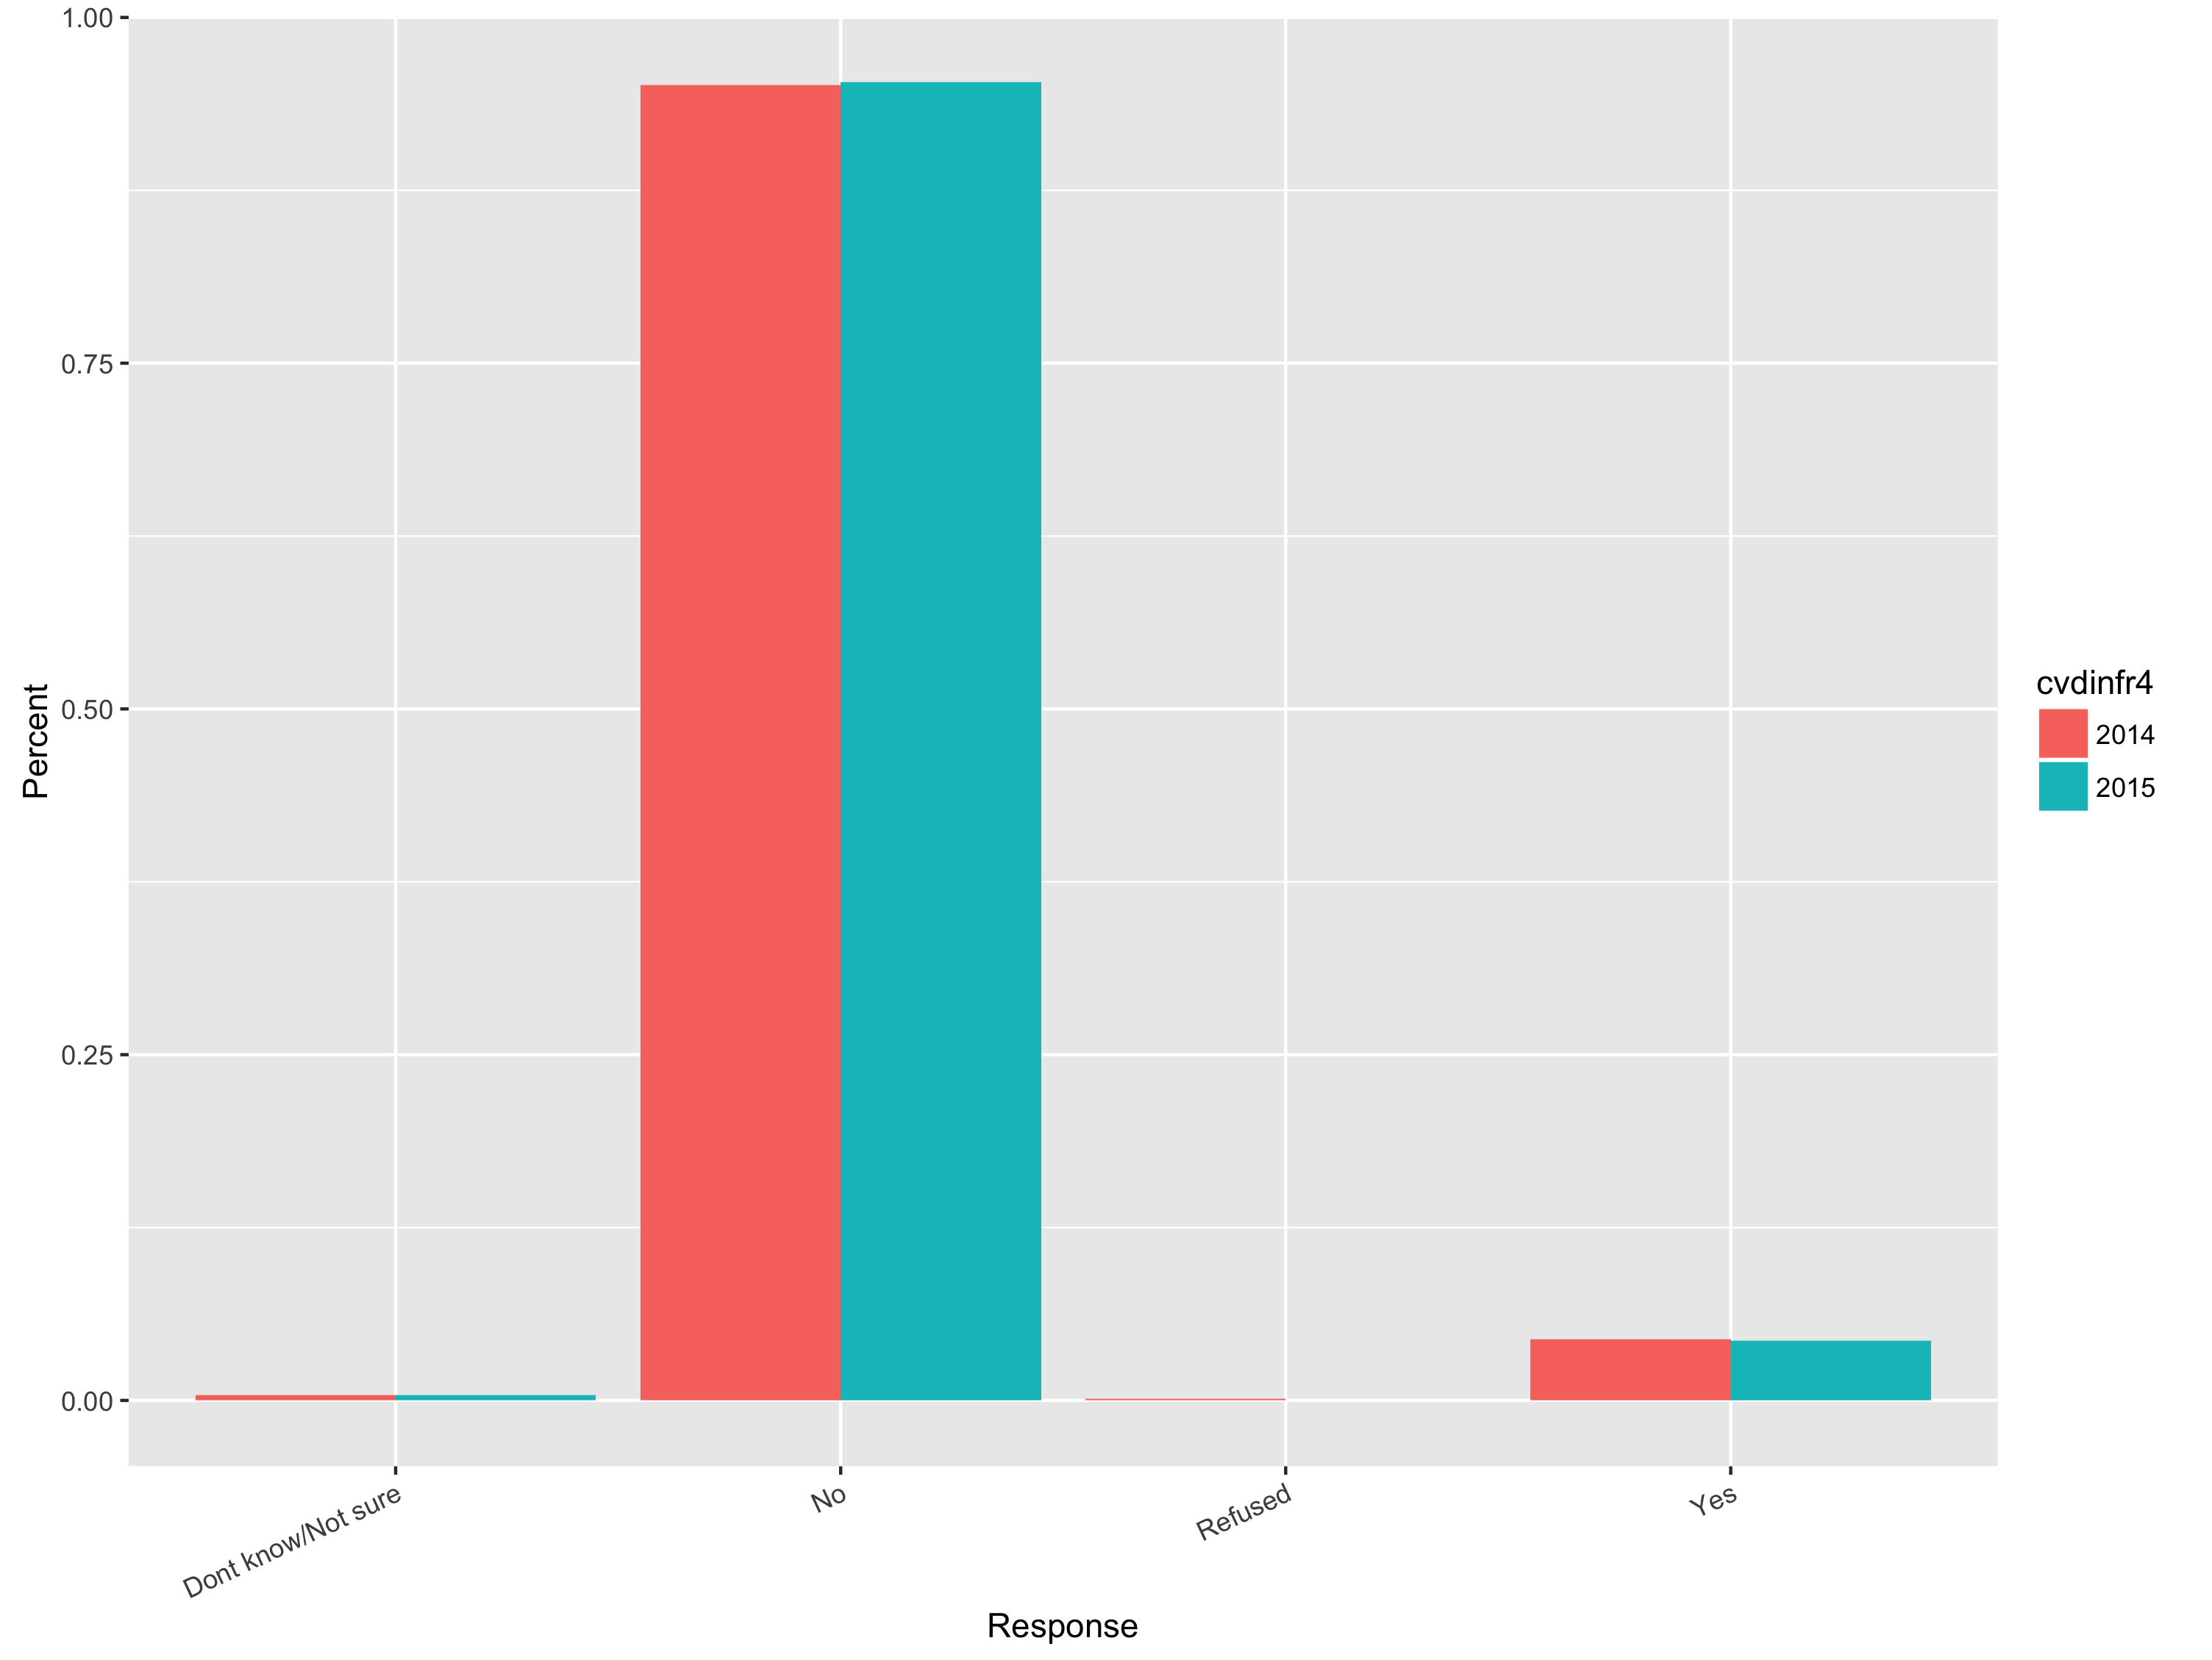 1.00
0.75
0.50
0.25
0.00
Percent
Dont know/Not sure
No
Refused
Yes
Response
cvdinfr4
2014
2015